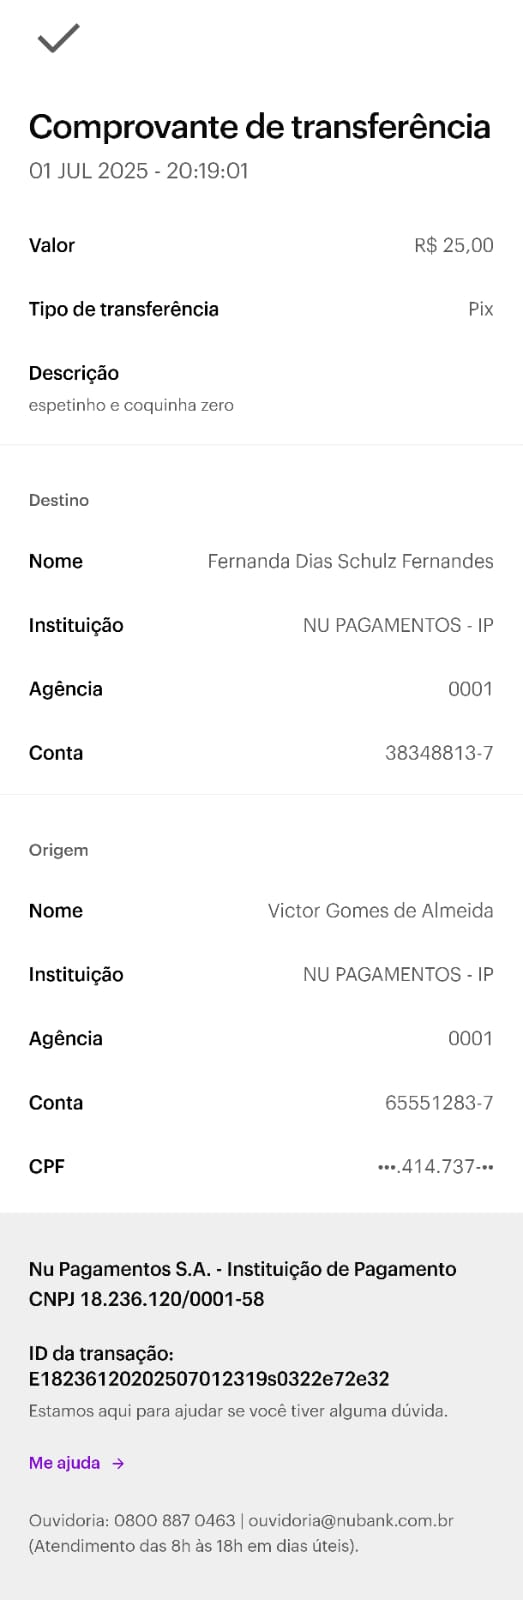 Comprovante de transferência
01 JUL 2025 - 20:19:01
Valor R$ 25,00
Tipo de transferência Pix
Descrição
espetinho e coquinha zero
Destino
Nome Fernanda Dias Schulz Fernandes
Instituição NU PAGAMENTOS - IP
Agência 0001
Conta 38348813-7
Origem
Nome Victor Gomes de Almeida
Instituição NU PAGAMENTOS - IP
Agência 0001
Conta 65551283-7
CPF •••.414.737-••
Nu Pagamentos S.A. - Instituição de Pagamento
CNPJ 18.236.120/0001-58
ID da transação:
E18236120202507012319s0322e72e32
Estamos aqui para ajudar se você tiver alguma dúvida.
Me ajuda →
Ouvidoria: 0800 887 0463 | ouvidoria@nubank.com.br
(Atendimento das 8h às 18h em dias úteis).